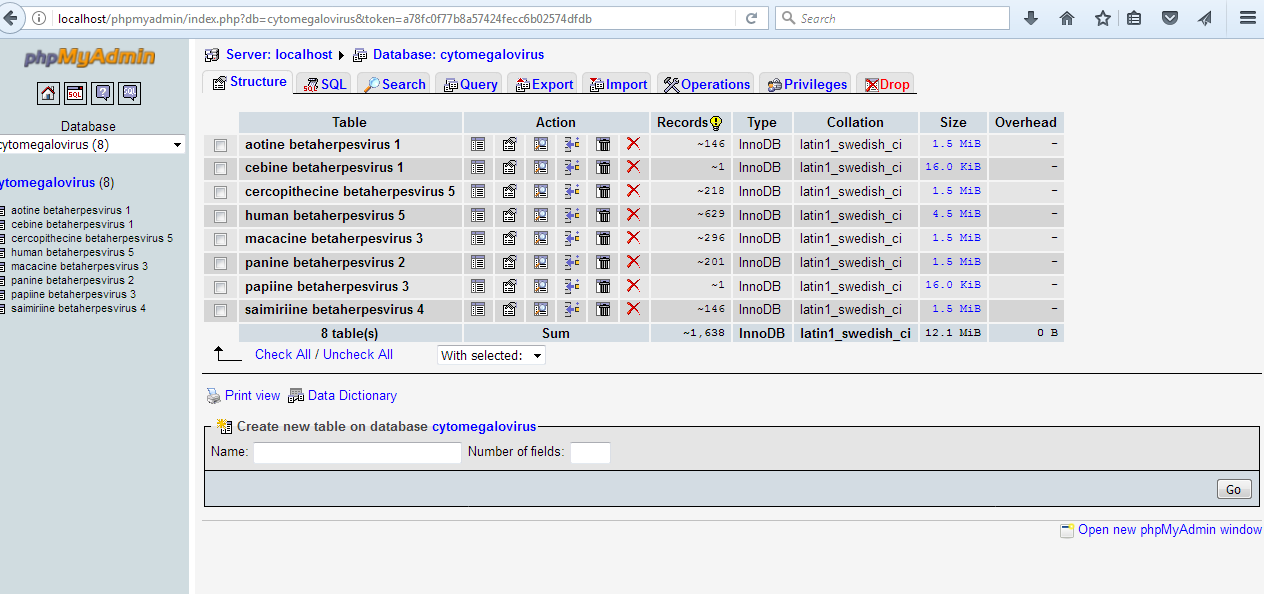 localhost/phpmyadmin/index.php?db=cytomegalovirus&token=a78fc0f77b8a57424fecc6b02574dfdb
Search
phpMyAdmin
SQL
SQL
Database
cytomegalovirus (8)
ytomegalovirus (8)
aotine betaherpesvirus 1
cebine betaherpesvirus 1
cercopithecine betaherpesvirus 5
human betaherpesvirus 5
macacine betaherpesvirus 3
panine betaherpesvirus 2
papiine betaherpesvirus 3
saimiriine betaherpesvirus 4
Server: localhost Database: cytomegalovirus
Structure SQL Search Query Export Import Operations Privileges Drop
Table Action Records Type Collation Size Overhead
aotine betaherpesvirus 1 ~146 InnoDB latin1_swedish_ci 1.5 MiB -
cebine betaherpesvirus 1 ~1 InnoDB latin1_swedish_ci 16.0 KiB -
cercopithecine betaherpesvirus 5 ~218 InnoDB latin1_swedish_ci 1.5 MiB -
human betaherpesvirus 5 ~629 InnoDB latin1_swedish_ci 4.5 MiB -
macacine betaherpesvirus 3 ~296 InnoDB latin1_swedish_ci 1.5 MiB -
panine betaherpesvirus 2 ~201 InnoDB latin1_swedish_ci 1.5 MiB -
papiine betaherpesvirus 3 ~1 InnoDB latin1_swedish_ci 16.0 KiB -
saimiriine betaherpesvirus 4 ~146 InnoDB latin1_swedish_ci 1.5 MiB -
8 table(s) Sum ~1,638 InnoDB latin1_swedish_ci 12.1 MiB 0 B
Check All / Uncheck All With selected:
Print view Data Dictionary
Create new table on database cytomegalovirus
Name: Number of fields:
Go
Open new phpMyAdmin window